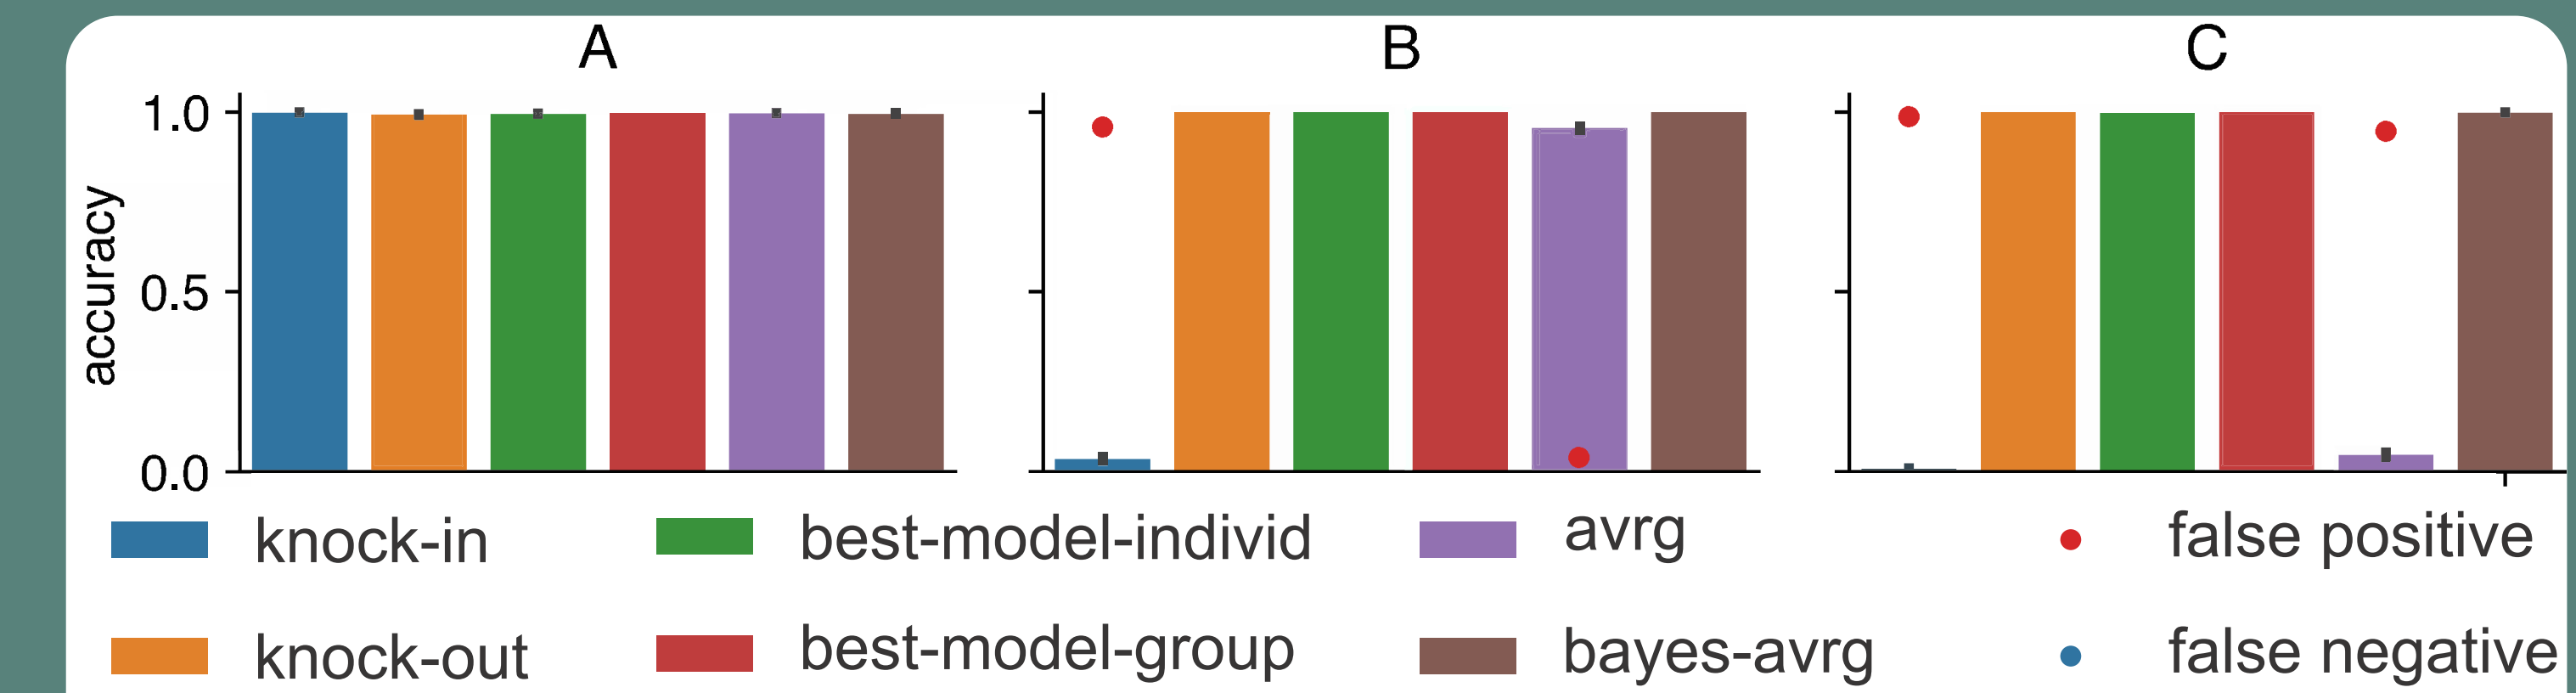 A B C
1.0
0.5
0.0
accuracy
knock-in best-model-individ avrg false positive
knock-out best-model-group bayes-avrg false negative